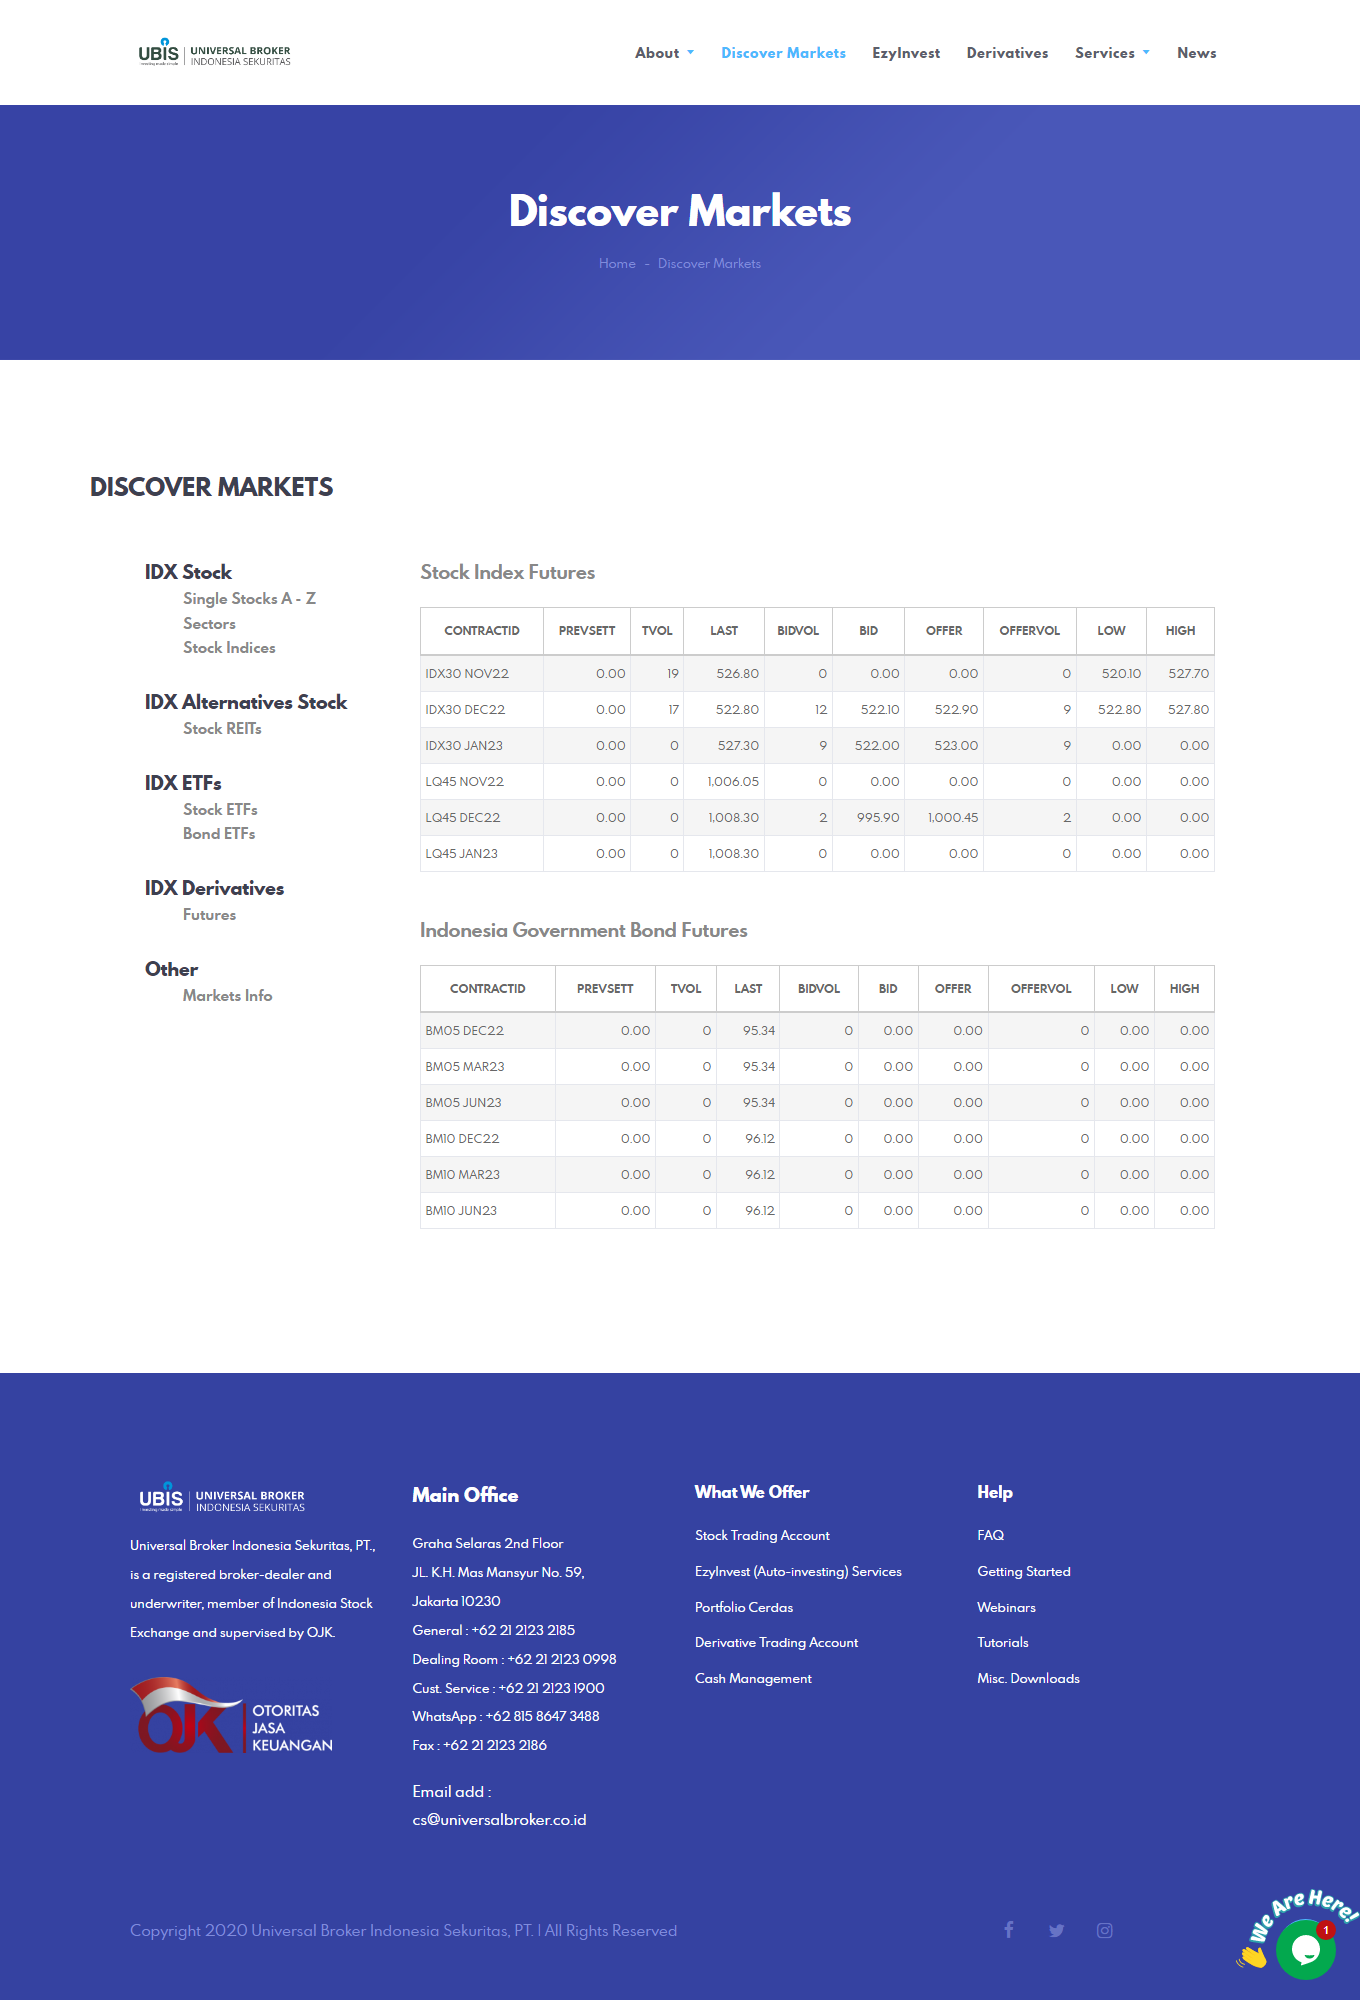 UBIS UNIVERSAL BROKER
INDONESIA SEKURITAS
About Discover Markets EzyInvest Derivatives Services News
Discover Markets
Home - Discover Markets
DISCOVER MARKETS
IDX Stock
Single Stocks A - Z
Sectors
Stock Indices
IDX Alternatives Stock
Stock REITs
IDX ETFs
Stock ETFs
Bond ETFs
IDX Derivatives
Futures
Other
Markets Info
Stock Index Futures
CONTRACTID PREVSETT TVOL LAST BIDVOL BID OFFER OFFERVOL LOW HIGH
IDX30 NOV22 0.00 19 526.80 0 0.00 0.00 0 520.10 527.70
IDX30 DEC22 0.00 17 522.80 12 522.10 522.90 9 522.80 527.80
IDX30 JAN23 0.00 0 527.30 9 522.00 523.00 9 0.00 0.00
LQ45 NOV22 0.00 0 1,006.05 0 0.00 0.00 0 0.00 0.00
LQ45 DEC22 0.00 0 1,008.30 2 995.90 1,000.45 2 0.00 0.00
LQ45 JAN23 0.00 0 1,008.30 0 0.00 0.00 0 0.00 0.00
Indonesia Government Bond Futures
CONTRACTID PREVSETT TVOL LAST BIDVOL BID OFFER OFFERVOL LOW HIGH
BM05 DEC22 0.00 0 95.34 0 0.00 0.00 0 0.00 0.00
BM05 MAR23 0.00 0 95.34 0 0.00 0.00 0 0.00 0.00
BM05 JUN23 0.00 0 95.34 0 0.00 0.00 0 0.00 0.00
BM10 DEC22 0.00 0 96.12 0 0.00 0.00 0 0.00 0.00
BM10 MAR23 0.00 0 96.12 0 0.00 0.00 0 0.00 0.00
BM10 JUN23 0.00 0 96.12 0 0.00 0.00 0 0.00 0.00
UBIS UNIVERSAL BROKER
INDONESIA SEKURITAS
Universal Broker Indonesia Sekuritas, PT.,
is a registered broker-dealer and
underwriter, member of Indonesia Stock
Exchange and supervised by OJK.
OJK OTORITAS
JASA
KEUANGAN
Main Office
Graha Selaras 2nd Floor
JL. K.H. Mas Mansyur No. 59,
Jakarta 10230
General : +62 21 2123 2185
Dealing Room : +62 21 2123 0998
Cust. Service : +62 21 2123 1900
WhatsApp : +62 815 8647 3488
Fax : +62 21 2123 2186
Email add :
cs@universalbroker.co.id
What We Offer
Stock Trading Account
EzyInvest (Auto-investing) Services
Portfolio Cerdas
Derivative Trading Account
Cash Management
Help
FAQ
Getting Started
Webinars
Tutorials
Misc. Downloads
Copyright 2020 Universal Broker Indonesia Sekuritas, PT. | All Rights Reserved
We Are Here!
1